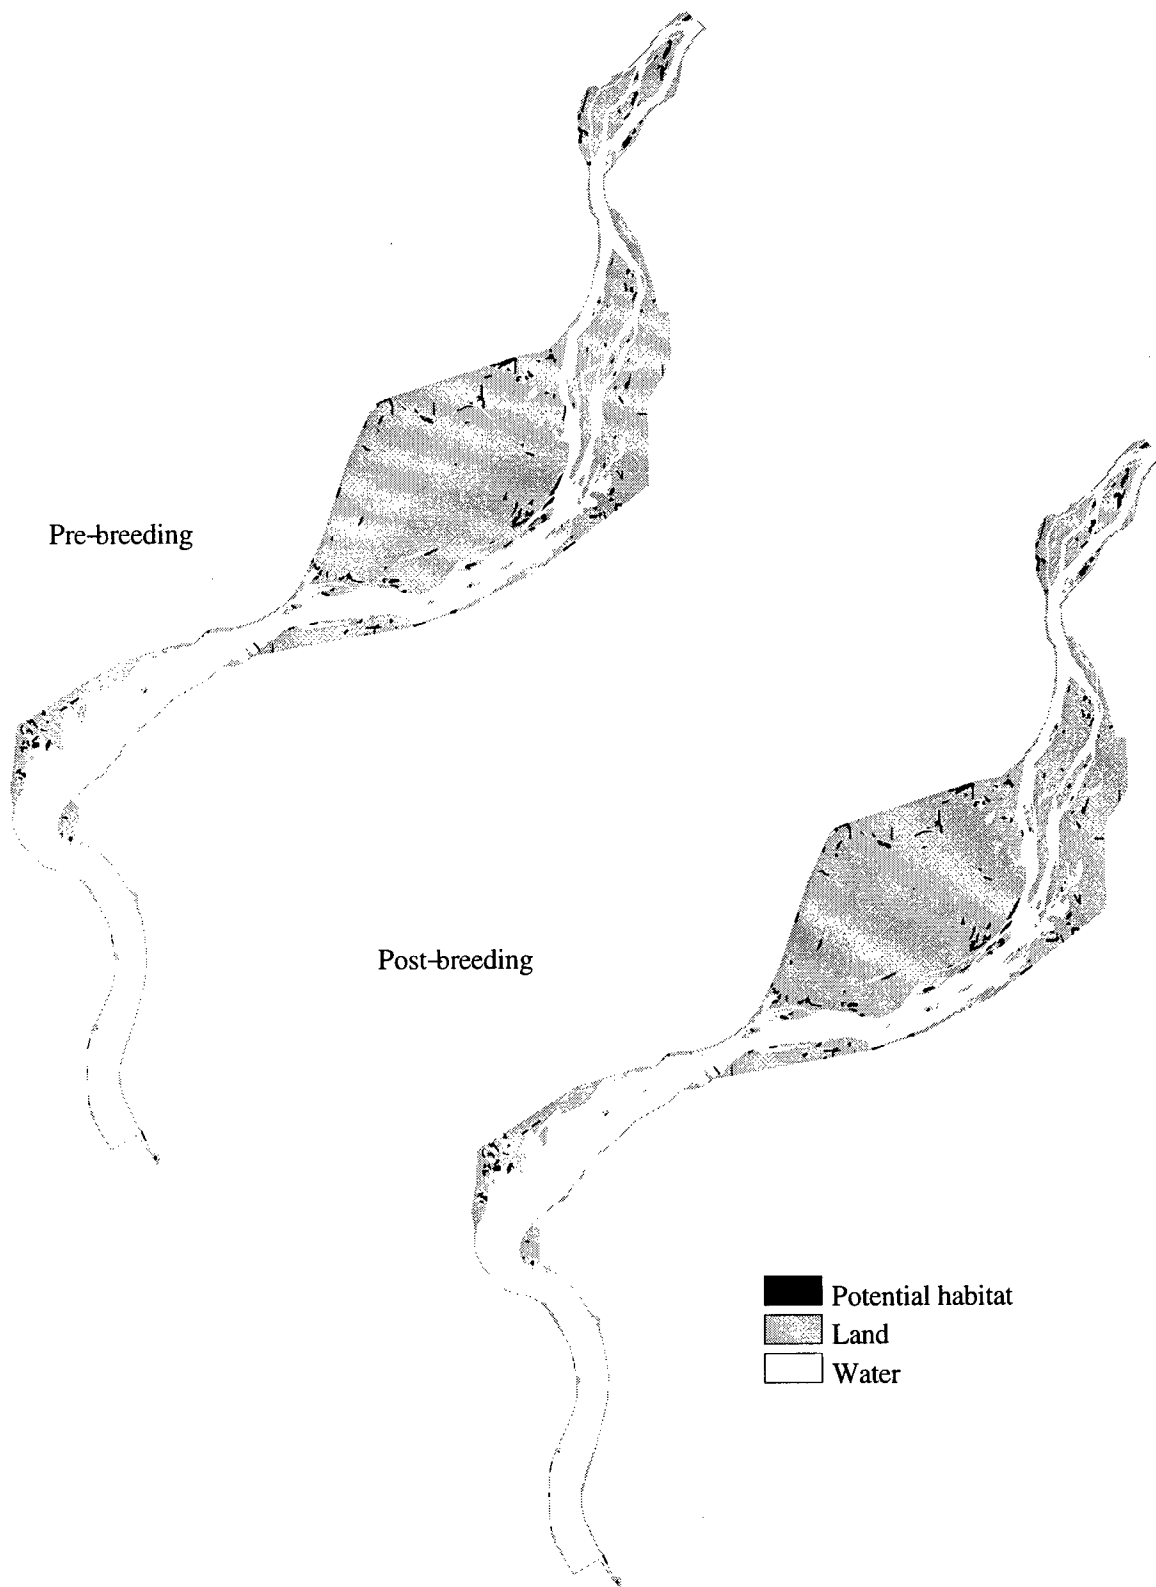 Pre-breeding
Post-breeding
Potential habitat
Land
Water